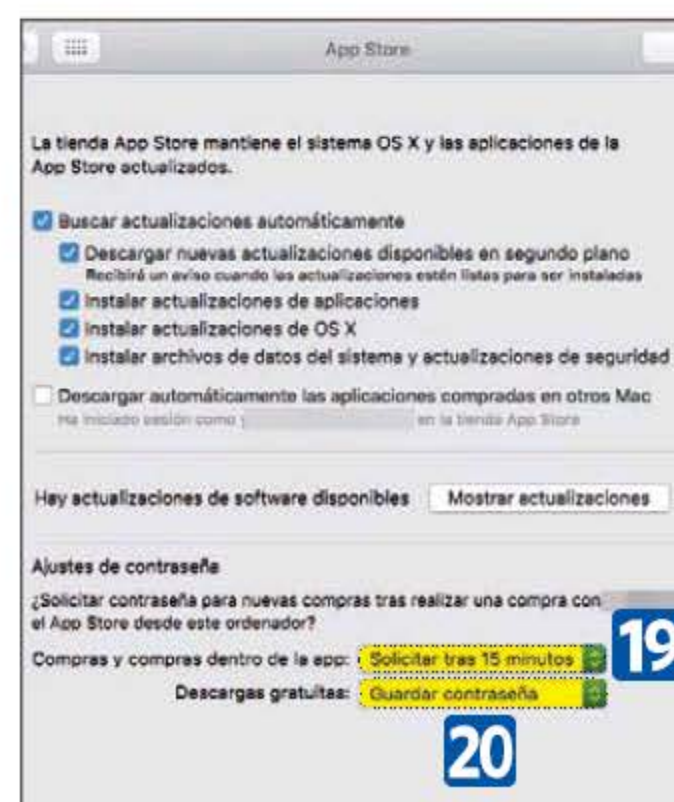 App Store
La tienda App Store mantiene el sistema OS X y las aplicaciones de la
App Store actualizados.
Buscar actualizaciones automáticamente
Descargar nuevas actualizaciones disponibles en segundo plano
Recibirá un aviso cuando las actualizaciones estén listas para ser instaladas
Instalar actualizaciones de aplicaciones
Instalar actualizaciones de OS X
Instalar archivos de datos del sistema y actualizaciones de seguridad
Descargar automáticamente las aplicaciones compradas en otros Mac
Ha iniciado sesión como en la tienda App Store
Hay actualizaciones de software disponibles Mostrar actualizaciones
Ajustes de contraseña
¿Solicitar contraseña para nuevas compras tras realizar una compra con
el App Store desde este ordenador?
Compras y compras dentro de la app: Solicitar tras 15 minutos 19
Descargas gratuitas: Guardar contraseña
20